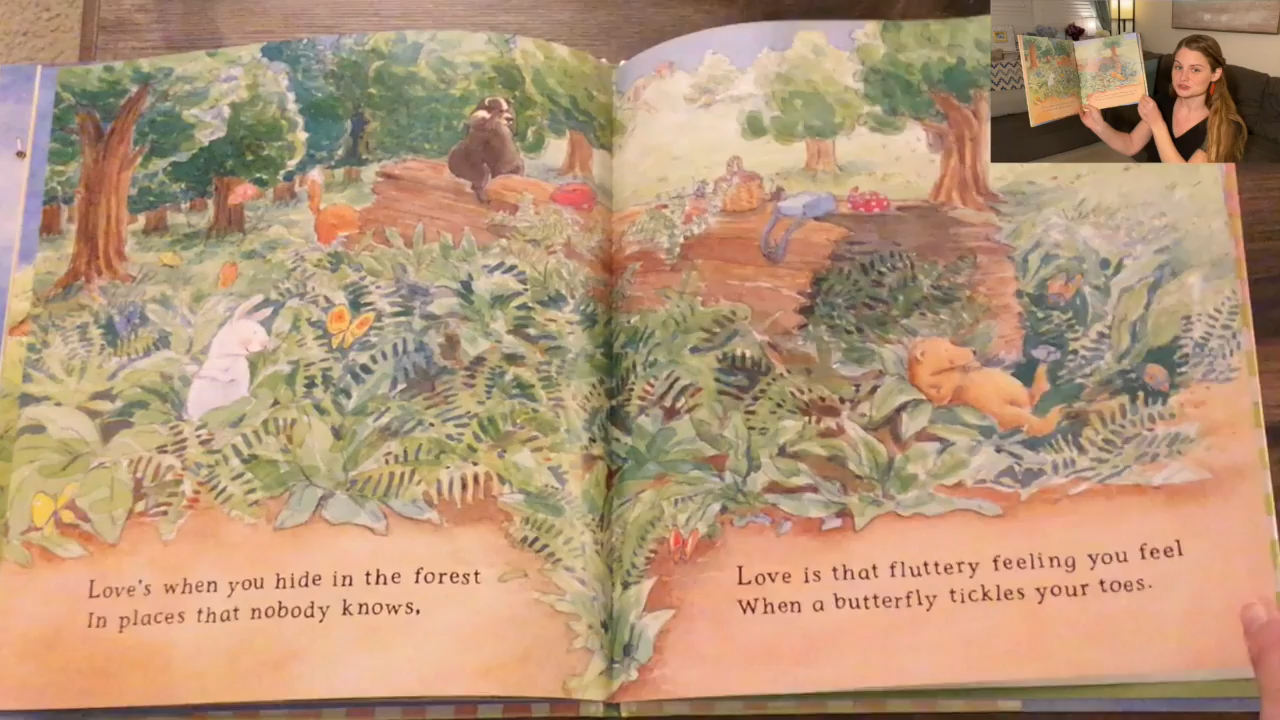 Love's when you hide in the forest
In places that nobody knows,
Love is that fluttery feeling you feel
When a butterfly tickles your toes.